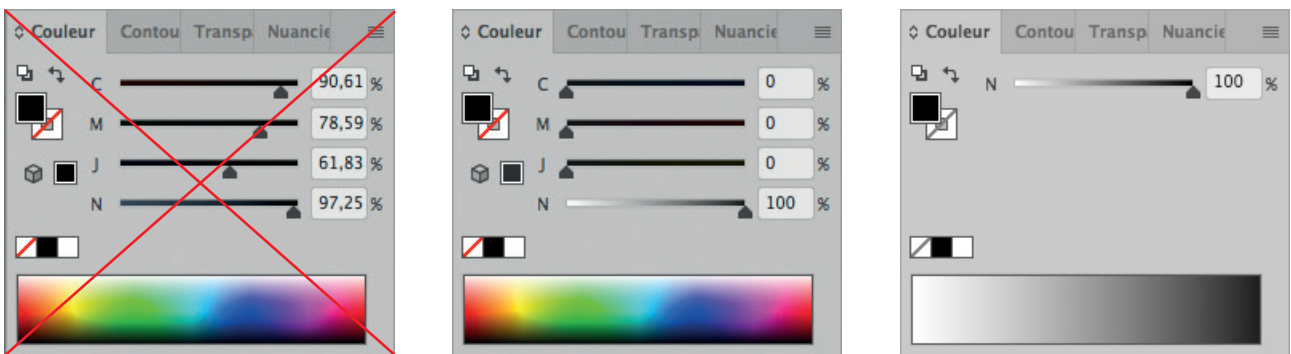 Couleur Contou Transp Nuancie
C 90,61 %
M 78,59 %
J 61,83 %
N 97,25 %
Couleur Contou Transp Nuancie
C 0 %
M 0 %
J 0 %
N 100 %
Couleur Contou Transp Nuancie
N 100 %